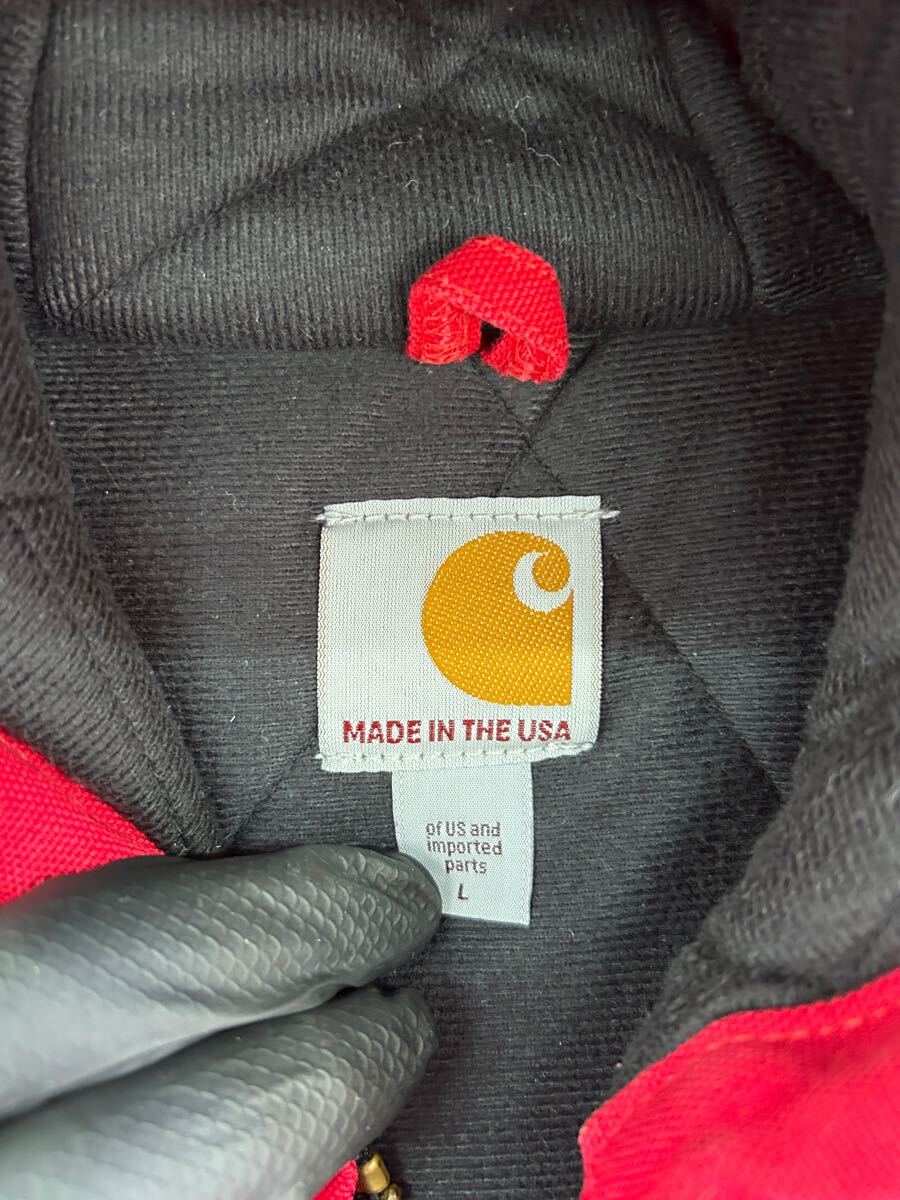 MADE IN THE USA
of US and
imported
parts
L